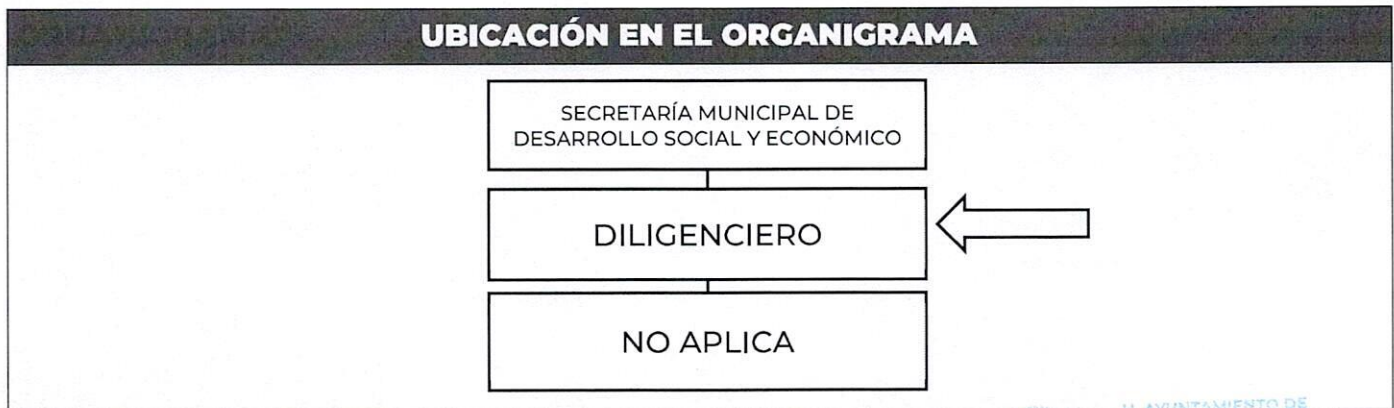 UBICACIÓN EN EL ORGANIGRAMA
SECRETARÍA MUNICIPAL DE
DESARROLLO SOCIAL Y ECONÓMICO
DILIGENCIERO
NO APLICA
H. AYUNTAMIENTO DE